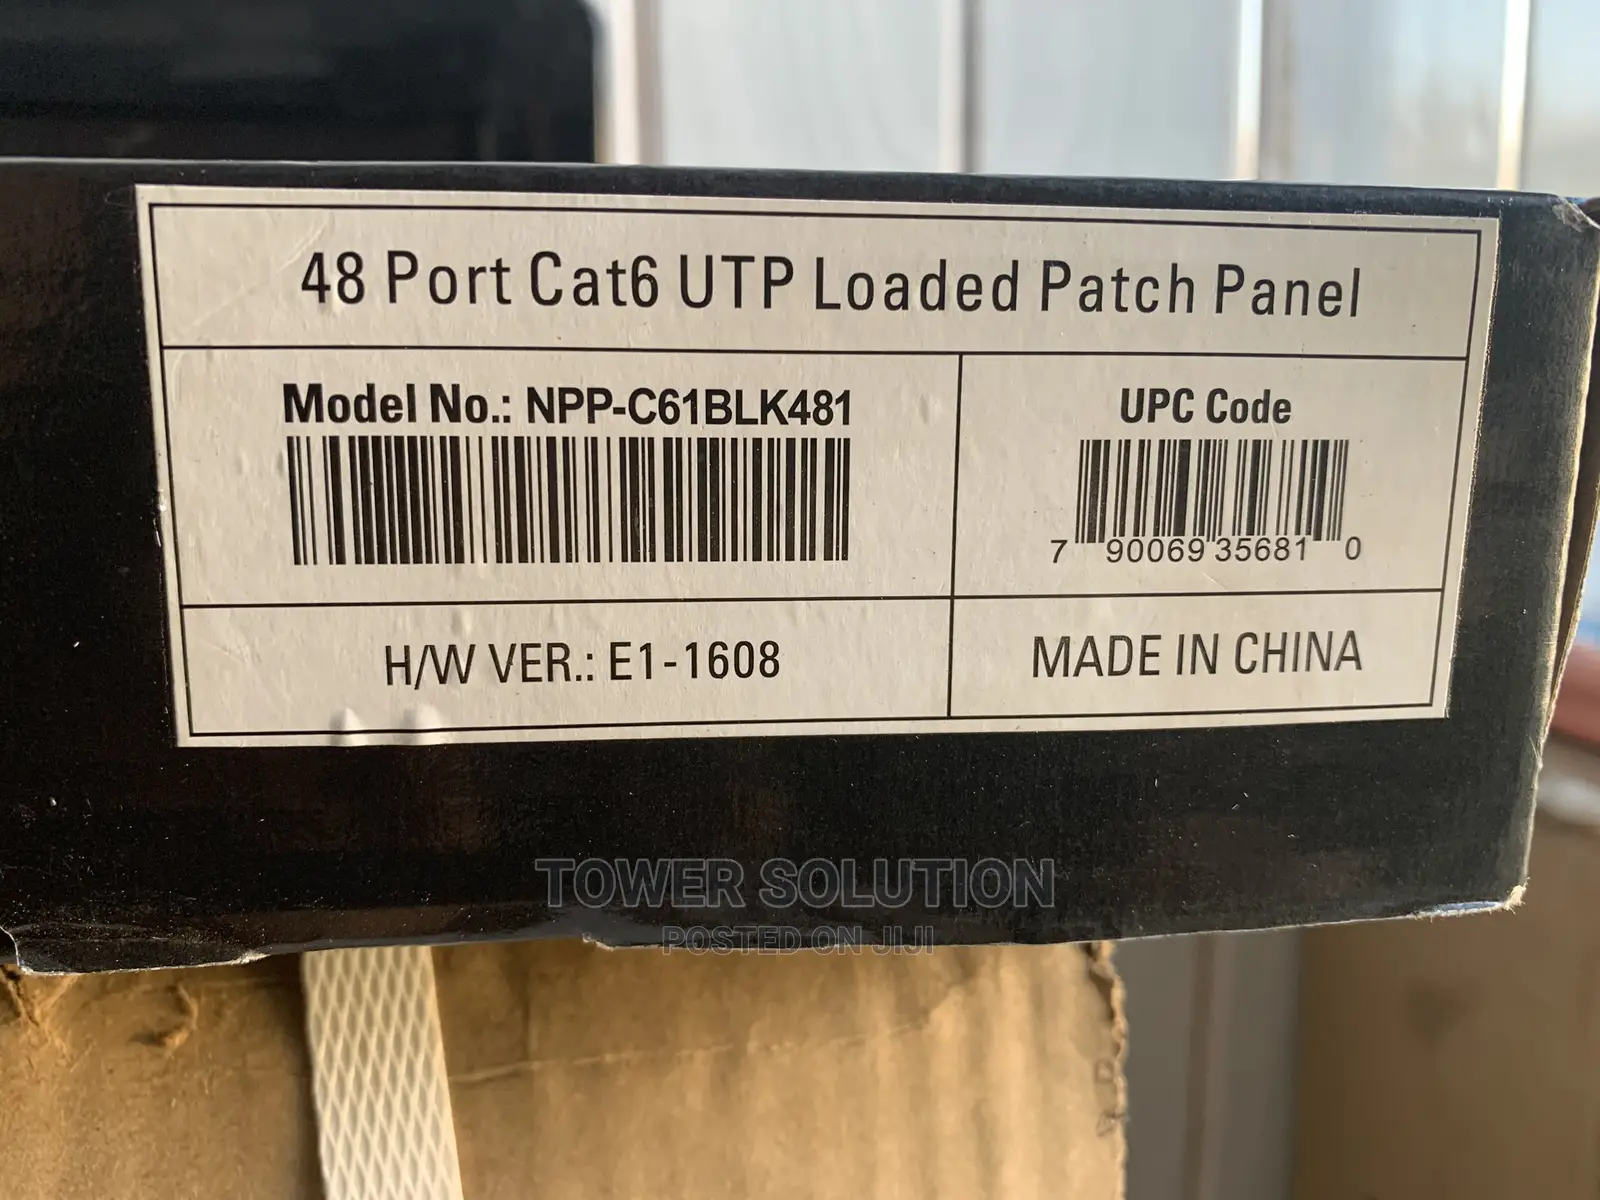 48 Port Cat6 UTP Loaded Patch Panel
Model No.: NPP-C61BLK481
UPC Code
7 90069 35681 0
H/W VER.: E1-1608
MADE IN CHINA
TOWER SOLUTION
POSTED ON JIJI